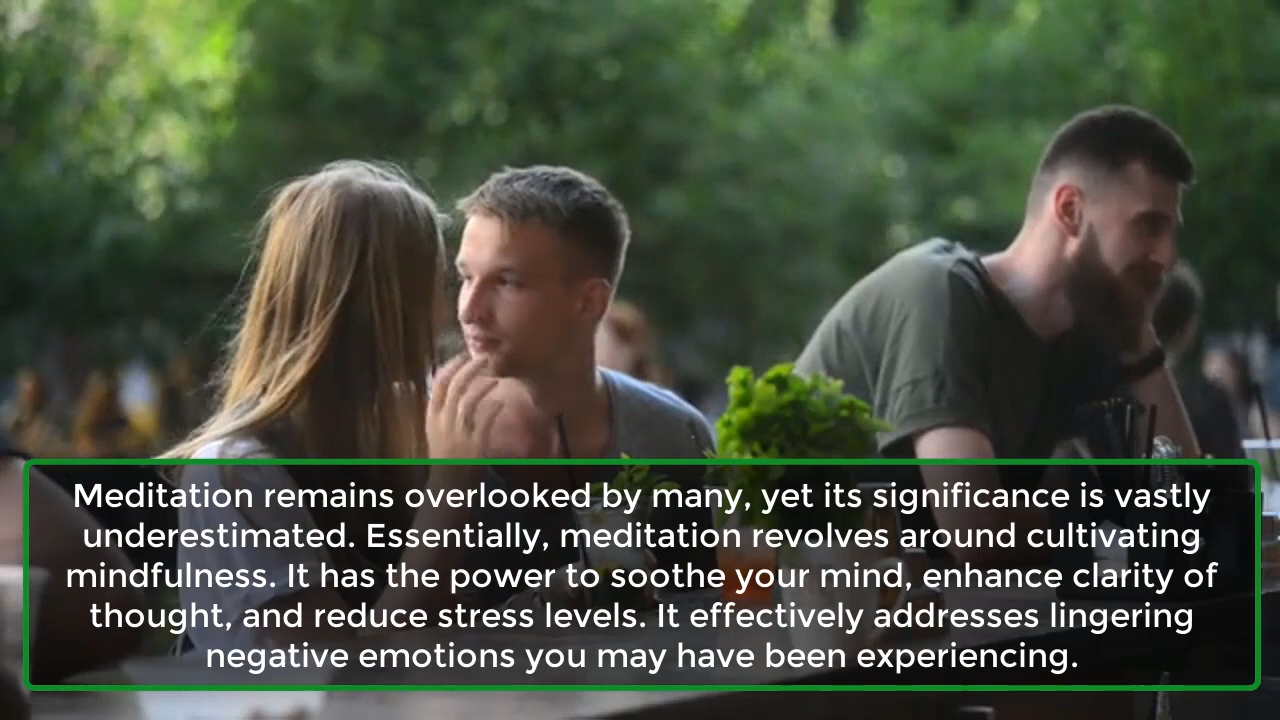 Meditation remains overlooked by many, yet its significance is vastly
underestimated. Essentially, meditation revolves around cultivating
mindfulness. It has the power to soothe your mind, enhance clarity of
thought, and reduce stress levels. It effectively addresses lingering
negative emotions you may have been experiencing.